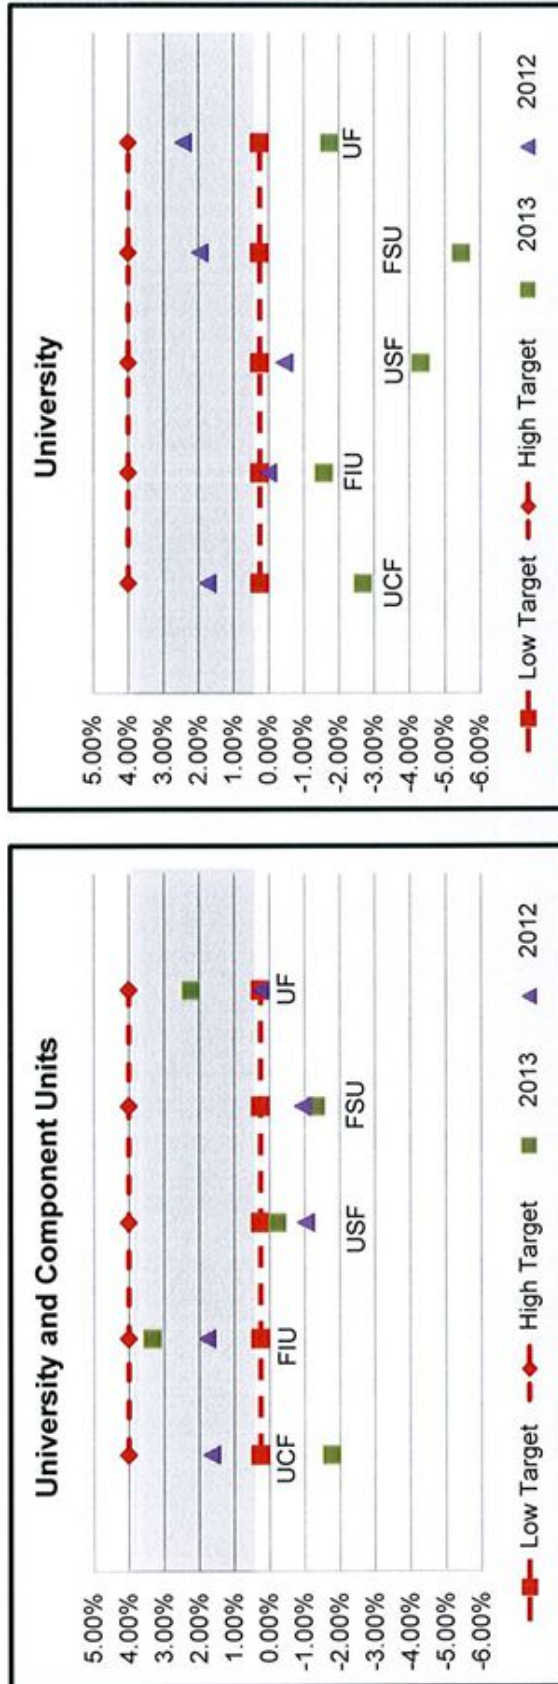 University and Component Units
5.00%
4.00%
3.00%
2.00%
1.00%
0.00%
-1.00%
-2.00%
-3.00%
-4.00%
-5.00%
-6.00%
UCF
FIU
USF
FSU
UF
Low Target
High Target
2013
2012
University
5.00%
4.00%
3.00%
2.00%
1.00%
0.00%
-1.00%
-2.00%
-3.00%
-4.00%
-5.00%
-6.00%
UCF
FIU
USF
FSU
UF
Low Target
High Target
2013
2012